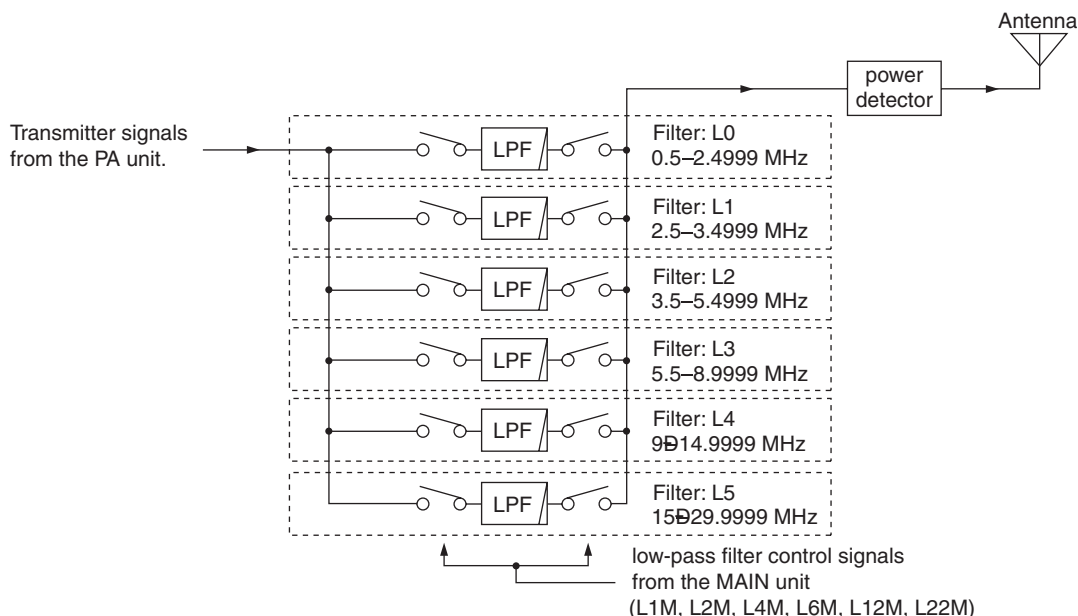 Antenna
power
detector
Transmitter signals
from the PA unit.
LPF
Filter: L0
0.5–2.4999 MHz
LPF
Filter: L1
2.5–3.4999 MHz
LPF
Filter: L2
3.5–5.4999 MHz
LPF
Filter: L3
5.5–8.9999 MHz
LPF
Filter: L4
9Ð14.9999 MHz
LPF
Filter: L5
15Ð29.9999 MHz
low-pass filter control signals
from the MAIN unit
(L1M, L2M, L4M, L6M, L12M, L22M)